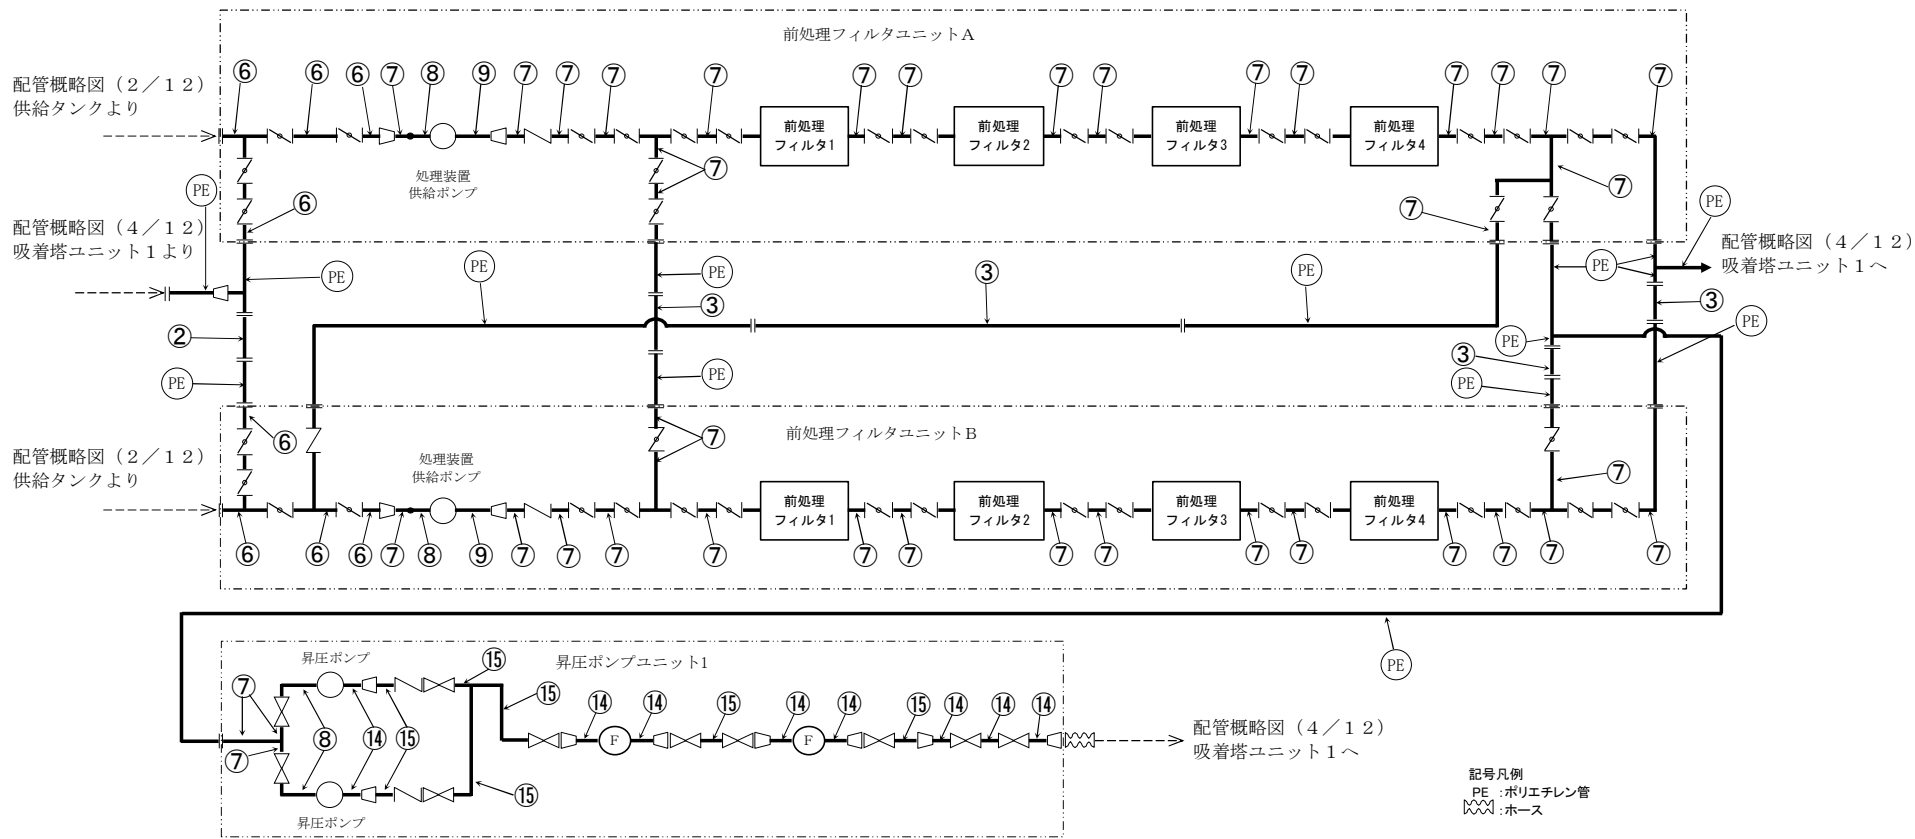 前処理フィルタユニットA
配管概略図（2／12）
供給タンクより
⑥ ⑥ ⑥ ⑦ ⑧ ⑨ ⑦ ⑦ ⑦ ⑦ ⑦ ⑦ ⑦ ⑦ ⑦ ⑦ ⑦ ⑦ ⑦ ⑦
前処理
フィルタ1
前処理
フィルタ2
前処理
フィルタ3
前処理
フィルタ4
処理装置
供給ポンプ
⑦
⑦
PE
⑥
⑦
PE
配管概略図（4／12）
吸着塔ユニット1より
配管概略図（4／12）
吸着塔ユニット1へ
PE
PE
PE
PE
PE
③
③
③
②
PE
PE
③
PE
PE
PE
⑥
⑦
前処理フィルタユニットB
配管概略図（2／12）
供給タンクより
処理装置
供給ポンプ
⑦
前処理
フィルタ1
前処理
フィルタ2
前処理
フィルタ3
前処理
フィルタ4
⑥ ⑥ ⑥ ⑦ ⑧ ⑨ ⑦ ⑦ ⑦ ⑦ ⑦ ⑦ ⑦ ⑦ ⑦ ⑦ ⑦ ⑦ ⑦ ⑦
PE
昇圧ポンプ
⑮
昇圧ポンプユニット1
⑦
⑮
⑭ ⑭ ⑮ ⑭ ⑭ ⑮ ⑭ ⑭ ⑭
F F
⑦
⑧ ⑭ ⑮
配管概略図（4／12）
吸着塔ユニット1へ
⑮
昇圧ポンプ
記号凡例
PE ：ポリエチレン管
：ホース